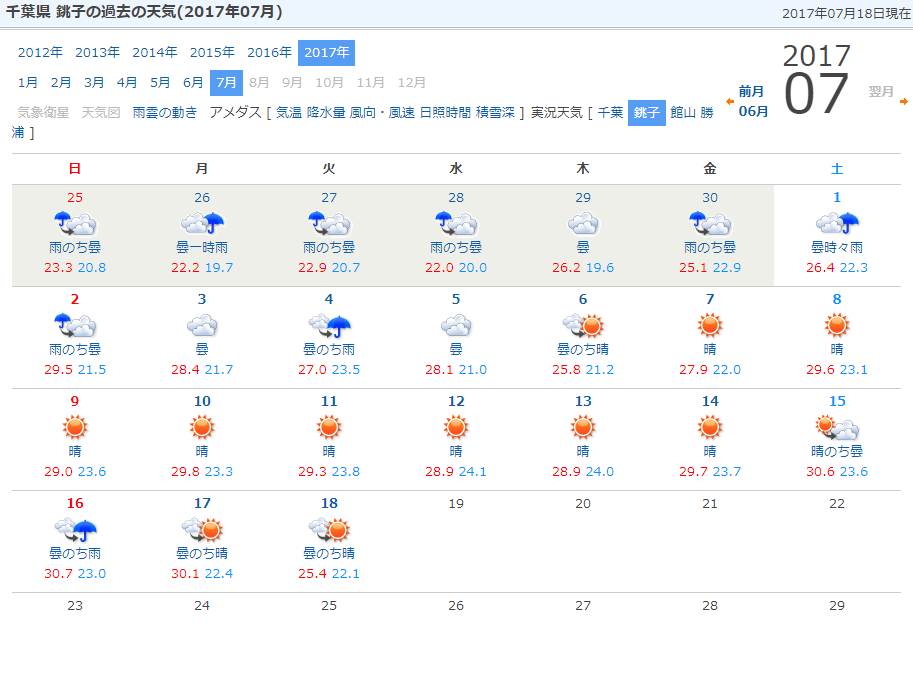 千葉県 銚子の過去の天気(2017年07月)
2017年07月18日現在
2012年 2013年 2014年 2015年 2016年 2017年
1月 2月 3月 4月 5月 6月 7月 8月 9月 10月 11月 12月
気象衛星 天気図 雨雲の動き アメダス [ 気温 降水量 風向・風速 日照時間 積雪深 ] 実況天気 [ 千葉 銚子 館山 勝
浦 ]
前月
06月
2017
07
翌月
日 月 火 水 木 金 土
25 26 27 28 29 30 1
雨のち曇 曇一時雨 雨のち曇 雨のち曇 曇 雨のち曇 曇時々雨
23.3 20.8 22.2 19.7 22.9 20.7 22.0 20.0 26.2 19.6 25.1 22.9 26.4 22.3
2 3 4 5 6 7 8
雨のち曇 曇 曇のち雨 曇 曇のち晴 晴 晴
29.5 21.5 28.4 21.7 27.0 23.5 28.1 21.0 25.8 21.2 27.9 22.0 29.6 23.1
9 10 11 12 13 14 15
晴 晴 晴 晴 晴 晴 晴のち曇
29.0 23.6 29.8 23.3 29.3 23.8 28.9 24.1 28.9 24.0 29.7 23.7 30.6 23.6
16 17 18 19 20 21 22
曇のち雨 曇のち晴 曇のち晴
30.7 23.0 30.1 22.4 25.4 22.1
23 24 25 26 27 28 29